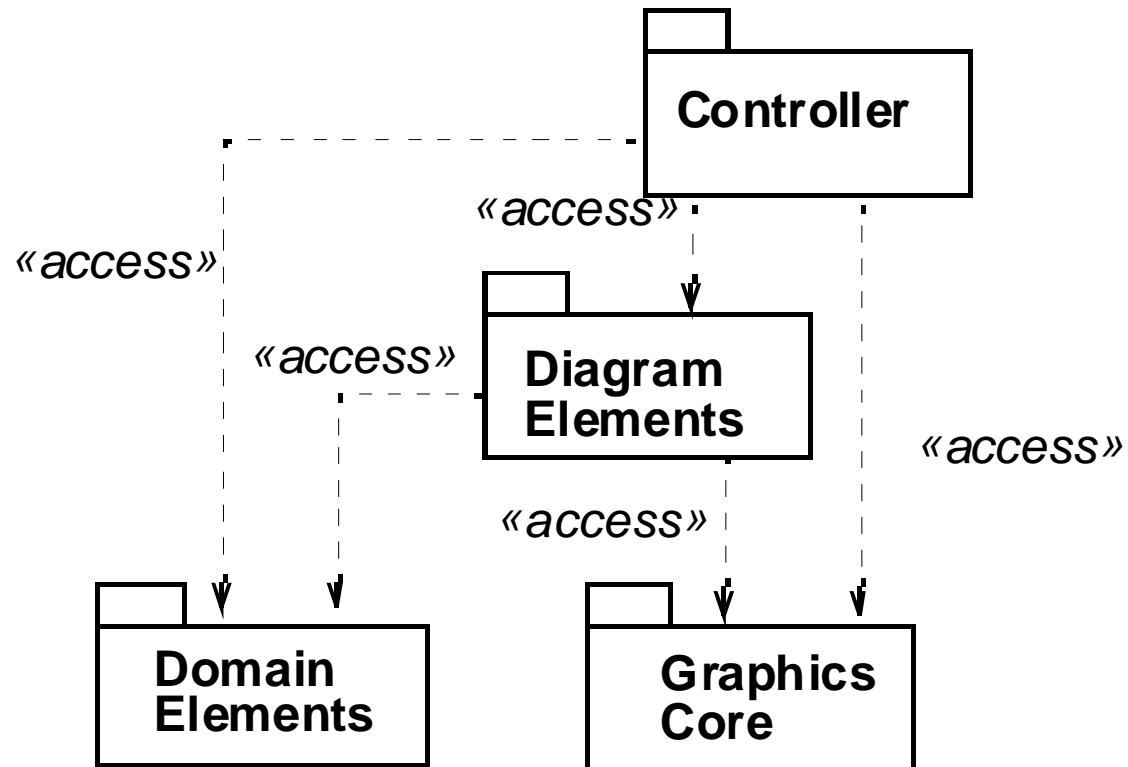 Controller
«access»
«access»
«access»
Diagram
Elements
«access»
«access»
Domain
Elements
Graphics
Core